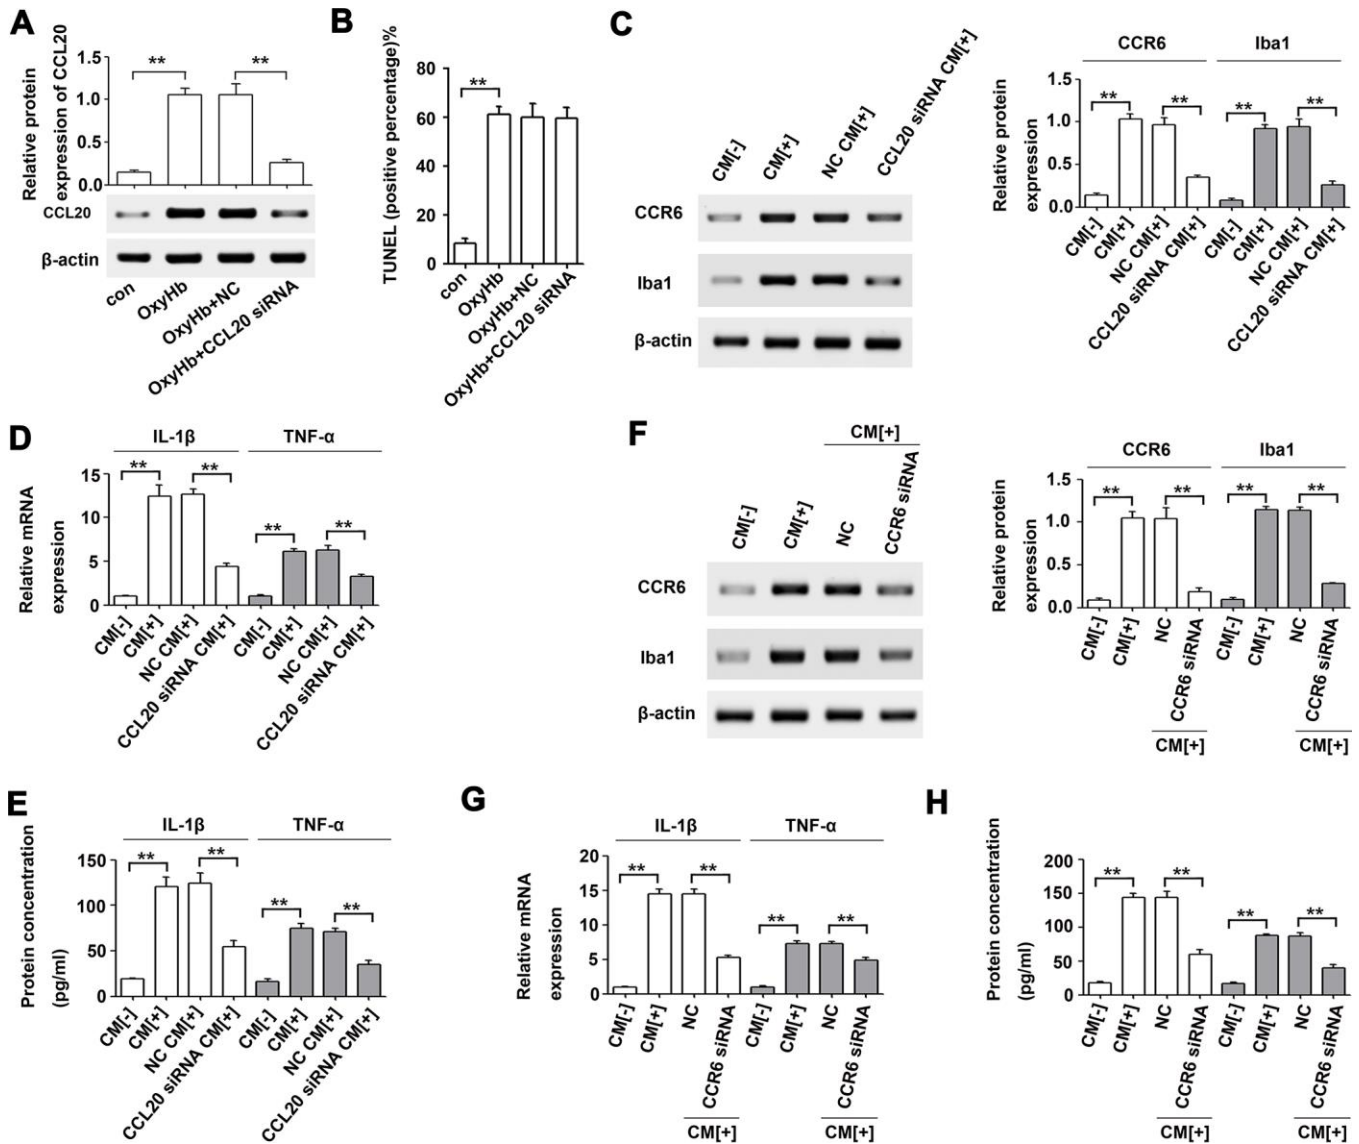 A
Relative protein
expression of CCL20
1.5
1.0
0.5
0.0
** **
CCL20
β-actin
con
OxyHb
OxyHb+NC
OxyHb+CCL20 siRNA
B
TUNEL (positive percentage)%
80
60
40
20
0
**
con
OxyHb
OxyHb+NC
OxyHb+CCL20 siRNA
C
CM[-]
CM[+]
NC CM[+]
CCL20 siRNA CM[+]
CCR6
Iba1
β-actin
CCR6 Iba1
Relative protein
expression
1.5
1.0
0.5
0.0
** ** ** **
CM[-]
CM[+]
NC CM[+]
CCL20 siRNA CM[+]
CM[-]
CM[+]
NC CM[+]
CCL20 siRNA CM[+]
D
IL-1β TNF-α
Relative mRNA
expression
15
10
5
0
** ** ** **
CM[-]
CM[+]
NC CM[+]
CCL20 siRNA CM[+]
CM[-]
CM[+]
NC CM[+]
CCL20 siRNA CM[+]
F
CM[+]
CM[-]
CM[+]
NC
CCR6 siRNA
CCR6
Iba1
β-actin
CCR6 Iba1
Relative protein
expression
1.5
1.0
0.5
0.0
** ** ** **
CM[-]
CM[+]
NC
CCR6 siRNA
CM[-]
CM[+]
NC
CCR6 siRNA
CM[+] CM[+]
E
IL-1β TNF-α
Protein concentration
(pg/ml)
150
100
50
0
** ** ** **
CM[-]
CM[+]
NC CM[+]
CCL20 siRNA CM[+]
CM[-]
CM[+]
NC CM[+]
CCL20 siRNA CM[+]
G
IL-1β TNF-α
Relative mRNA
expression
20
15
10
5
0
** ** ** **
CM[-]
CM[+]
NC
CCR6 siRNA
CM[-]
CM[+]
NC
CCR6 siRNA
CM[+] CM[+]
H
Protein concentration
(pg/ml)
200
150
100
50
0
** ** ** **
CM[-]
CM[+]
NC
CCR6 siRNA
CM[-]
CM[+]
NC
CCR6 siRNA
CM[+] CM[+]